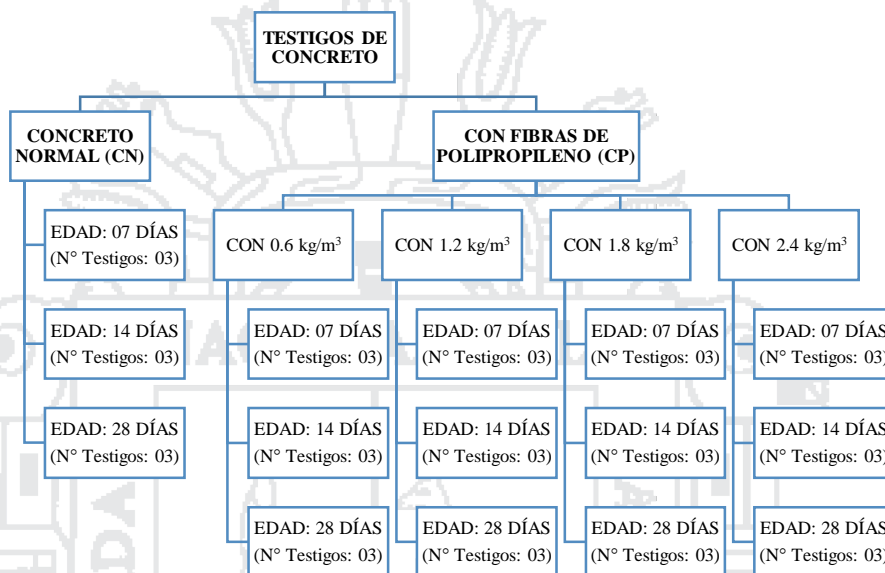 TESTIGOS DE
CONCRETO
CONCRETO
NORMAL (CN)
CON FIBRAS DE
POLIPROPILENO (CP)
EDAD: 07 DÍAS
(N° Testigos: 03)
EDAD: 14 DÍAS
(N° Testigos: 03)
EDAD: 28 DÍAS
(N° Testigos: 03)
CON 0.6 kg/m³
EDAD: 07 DÍAS
(N° Testigos: 03)
EDAD: 14 DÍAS
(N° Testigos: 03)
EDAD: 28 DÍAS
(N° Testigos: 03)
CON 1.2 kg/m³
EDAD: 07 DÍAS
(N° Testigos: 03)
EDAD: 14 DÍAS
(N° Testigos: 03)
EDAD: 28 DÍAS
(N° Testigos: 03)
CON 1.8 kg/m³
EDAD: 07 DÍAS
(N° Testigos: 03)
EDAD: 14 DÍAS
(N° Testigos: 03)
EDAD: 28 DÍAS
(N° Testigos: 03)
CON 2.4 kg/m³
EDAD: 07 DÍAS
(N° Testigos: 03)
EDAD: 14 DÍAS
(N° Testigos: 03)
EDAD: 28 DÍAS
(N° Testigos: 03)